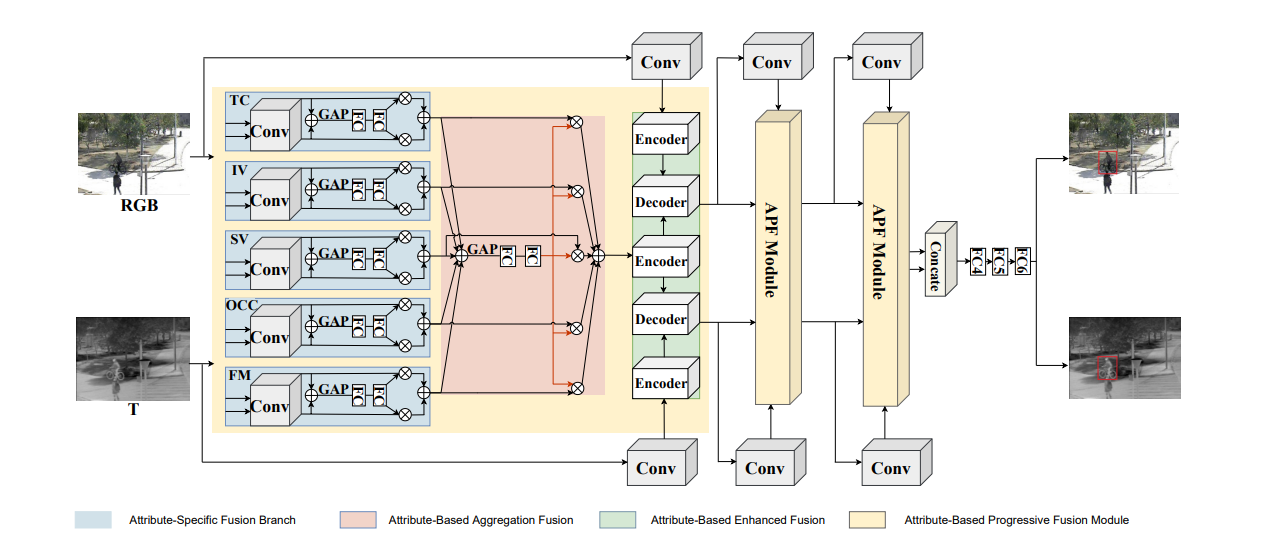 Conv
Conv
Conv
TC
Conv
GAP
FC
FC
IV
Conv
GAP
FC
FC
SV
Conv
GAP
FC
FC
OCC
Conv
GAP
FC
FC
FM
Conv
GAP
FC
FC
RGB
T
GAP
FC
FC
Encoder
Decoder
Encoder
Decoder
Encoder
APF Module
APF Module
Concate
FC4
FC5
FC6
Conv
Conv
Conv
Attribute-Specific Fusion Branch
Attribute-Based Aggregation Fusion
Attribute-Based Enhanced Fusion
Attribute-Based Progressive Fusion Module